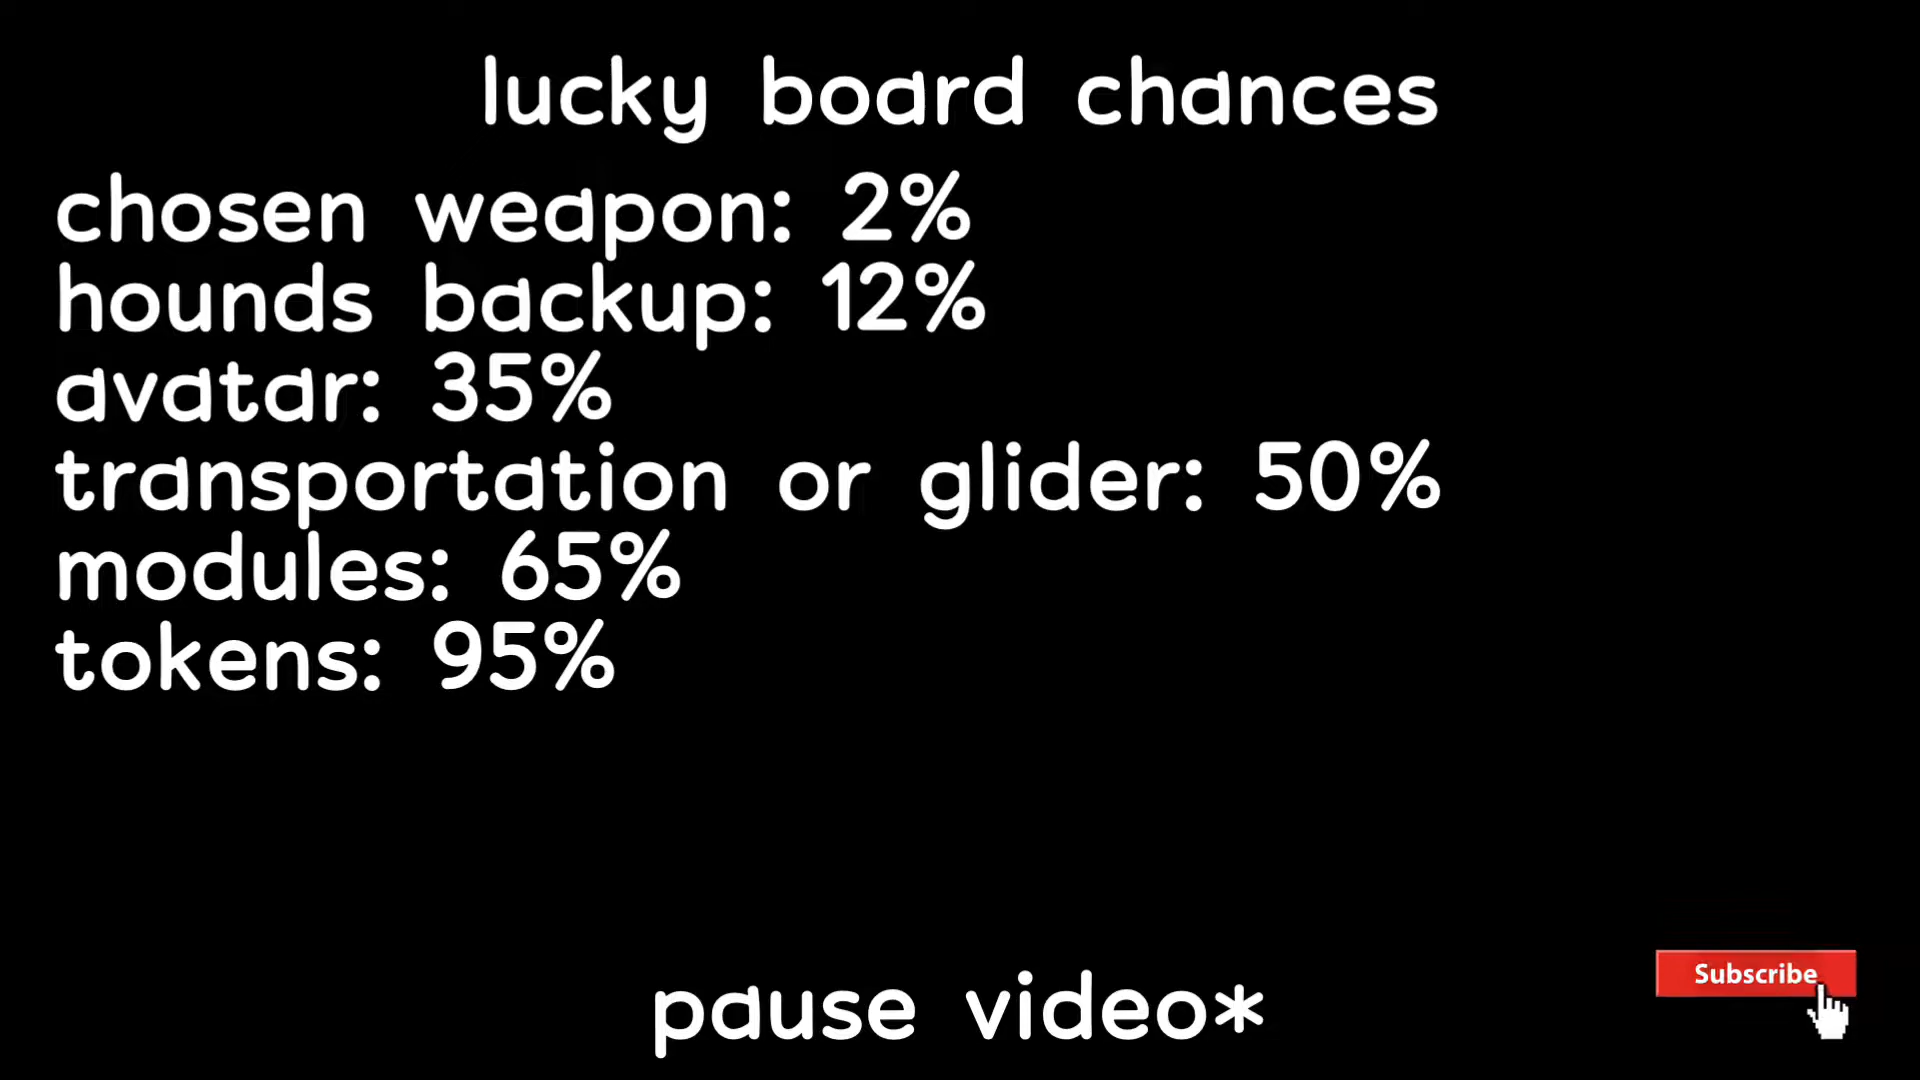 lucky board chances
chosen weapon: 2%
hounds backup: 12%
avatar: 35%
transportation or glider: 50%
modules: 65%
tokens: 95%
Subscribe
pause video*